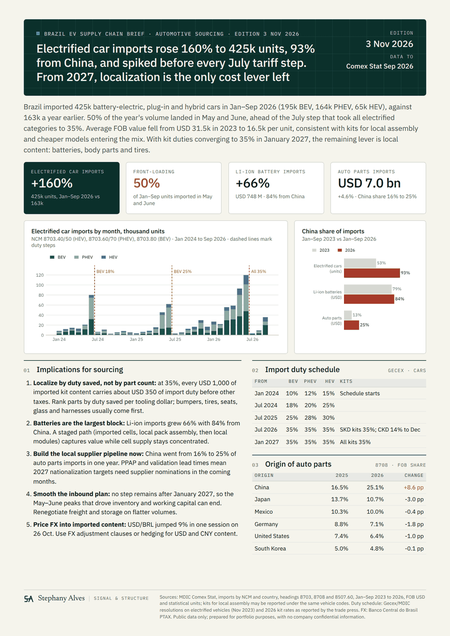 BRAZIL EV SUPPLY CHAIN BRIEF · AUTOMOTIVE SOURCING · EDITION 3 NOV 2026
Electrified car imports rose 160% to 425k units, 93%
from China, and spiked before every July tariff step.
From 2027, localization is the only cost lever left
EDITION
3 Nov 2026
DATA TO
Comex Stat Sep 2026
Brazil imported 425k battery-electric, plug-in and hybrid cars in Jan–Sep 2026 (195k BEV, 164k PHEV, 65k HEV), against
163k a year earlier. 50% of the year's volume landed in May and June, ahead of the July step that took all electrified
categories to 35%. Average FOB value fell from USD 31.5k in 2023 to 16.5k per unit, consistent with kits for local assembly
and cheaper models entering the mix. With kit duties converging to 35% in January 2027, the remaining lever is local
content: batteries, body parts and tires.
ELECTRIFIED CAR IMPORTS
+160%
425k units, Jan–Sep 2026 vs
163k
FRONT-LOADING
50%
of Jan–Sep units imported in May
and June
LI-ION BATTERY IMPORTS
+66%
USD 748 M · 84% from China
AUTO PARTS IMPORTS
USD 7.0 bn
+4.6% · China share 16% to 25%
Electrified car imports by month, thousand units
NCM 8703.40/50 (HEV), 8703.60/70 (PHEV), 8703.80 (BEV) · Jan 2024 to Sep 2026 · dashed lines mark
duty steps
BEV PHEV HEV
BEV 18% BEV 25% All 35%
120
100
80
60
40
20
0
Jan 24 Jul 24 Jan 25 Jul 25 Jan 26 Jul 26
China share of imports
Jan–Sep 2023 vs Jan–Sep 2026
2023 2026
Electrified cars (units) 93%
Li-ion batteries (USD) 79% 84%
Auto parts (USD) 25%
01 Implications for sourcing
1. Localize by duty saved, not by part count: at 35%, every USD 1,000 of
imported kit content carries about USD 350 of import duty before other
taxes. Rank parts by duty saved per tooling dollar; bumpers, tires, seats,
glass and harnesses usually come first.
2. Batteries are the largest block: Li-ion imports grew 66% with 84% from
China. A staged path (imported cells, local pack assembly, then local
modules) captures value while cell supply stays concentrated.
3. Build the local supplier pipeline now: China went from 16% to 25% of
auto parts imports in one year. PPAP and validation lead times mean
2027 nationalization targets need supplier nominations in the coming
months.
4. Smooth the inbound plan: no step remains after January 2027, so the
May–June peaks that drove inventory and working capital can end.
Renegotiate freight and storage on flatter volumes.
5. Price FX into imported content: USD/BRL jumped 9% in one session on
26 Oct. Use FX adjustment clauses or hedging for USD and CNY content.
02 Import duty schedule GECEX · CARS
FROM BEV PHEV HEV KITS
Jan 2024 10% 12% 15% Schedule starts
Jul 2024 18% 20% 25%
Jul 2025 25% 28% 30%
Jul 2026 35% 35% 35% SKD kits 35%; CKD 14% to Dec
Jan 2027 35% 35% 35% All kits 35%
03 Origin of auto parts 8708 · FOB SHARE
ORIGIN 2025 2026 CHANGE
China 16.5% 25.1% +8.6 pp
Japan 13.7% 10.7% -3.0 pp
Mexico 10.3% 10.0% -0.4 pp
Germany 8.8% 7.1% -1.8 pp
United States 7.4% 6.4% -1.0 pp
South Korea 5.0% 4.8% -0.1 pp
SA Stephany Alves | SIGNAL & STRUCTURE
Sources: MDIC Comex Stat, imports by NCM and country, headings 8703, 8708 and 8507.60, Jan–Sep 2023 to 2026, FOB USD
and statistical units; kits for local assembly may be reported under the same vehicle codes. Duty schedule: Gecex/MDIC
resolutions on electrified vehicles (Nov 2023) and 2026 kit rates as reported by the trade press. FX: Banco Central do Brasil
PTAX. Public data only; prepared for portfolio purposes, with no company confidential information.